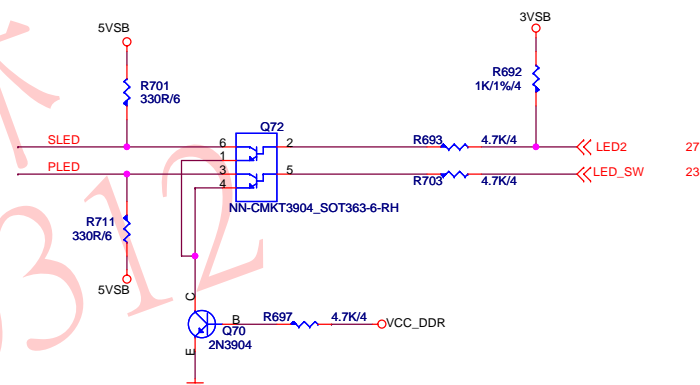 5VSB
3VSB
R701
330R/6
R692
1K/1%/4
SLED
6
1
Q72
2
R693
4.7K/4
LED2
27
PLED
3
4
5
R703
4.7K/4
LED_SW
23
NN-CMKT3904_SOT363-6-RH
R711
330R/6
5VSB
C
B
E
Q70
2N3904
R697
4.7K/4
VCC_DDR
312